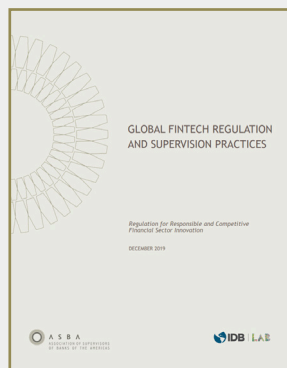 GLOBAL FINTECH REGULATION
AND SUPERVISION PRACTICES
Regulation for Responsible and Competitive
Financial Sector Innovation
DECEMBER 2019
A S B A
ASSOCIATION OF SUPERVISORS
OF BANKS OF THE AMERICAS
IDB | LAB